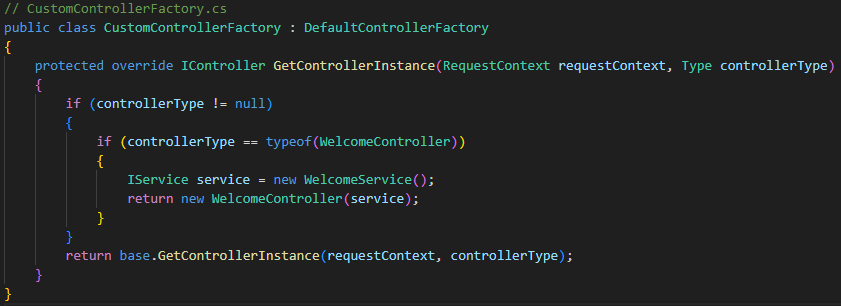 // CustomControllerFactory.cs
public class CustomControllerFactory : DefaultControllerFactory
{
    protected override IController GetControllerInstance(RequestContext requestContext, Type controllerType)
    {
        if (controllerType != null)
        {
            if (controllerType == typeof(WelcomeController))
            {
                IService service = new WelcomeService();
                return new WelcomeController(service);
            }
        }
        return base.GetControllerInstance(requestContext, controllerType);
    }
}